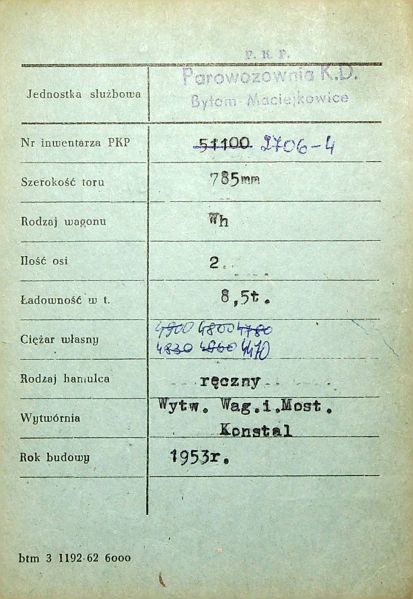 P. K. P.
Parowozownia K.D.
Bytom Maciejkowice
Jednostka służbowa
Nr inwentarza PKP 51100 2706-4
Szerokość toru 785mm
Rodzaj wagonu Wh
Ilość osi 2.
Ładowność w t. 8,5t.
4900 4800 4780
Ciężar własny
4830 4860 4470
Rodzaj hamulca ręczny
Wytw. Wag.i.Most.
Wytwórnia
Konstal
Rok budowy 1953r.
btm 3 1192-62 6000